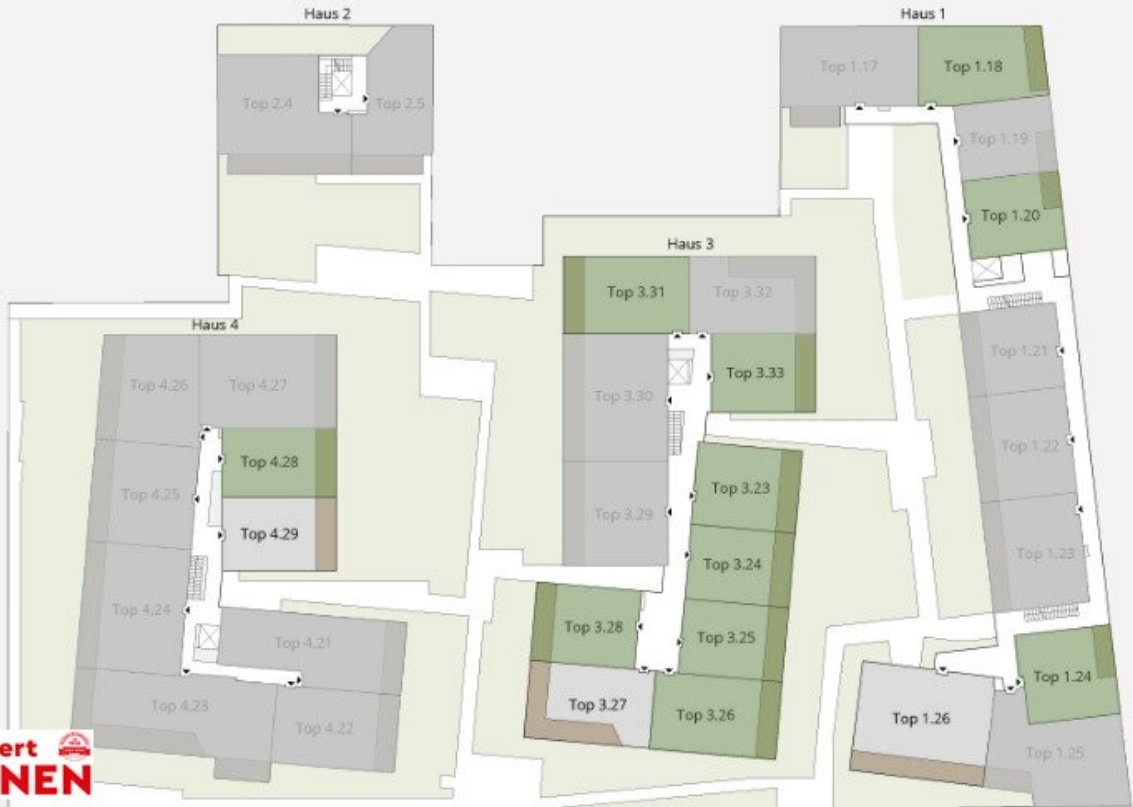 Haus 2
Haus 1
Top 1.17
Top 1.18
Top 2.4
Top 2.5
Top 1.19
Top 1.20
Haus 3
Top 3.31
Top 3.32
Haus 4
Top 1.21
Top 4.26
Top 4.27
Top 3.33
Top 3.30
Top 1.22
Top 4.28
Top 3.23
Top 4.25
Top 3.29
Top 4.29
Top 1.23
Top 3.24
Top 4.24
Top 3.28
Top 3.25
Top 4.21
Top 1.24
Top 3.27
Top 4.23
Top 3.26
Top 1.26
Top 4.22
Top 1.25
ert
NEN